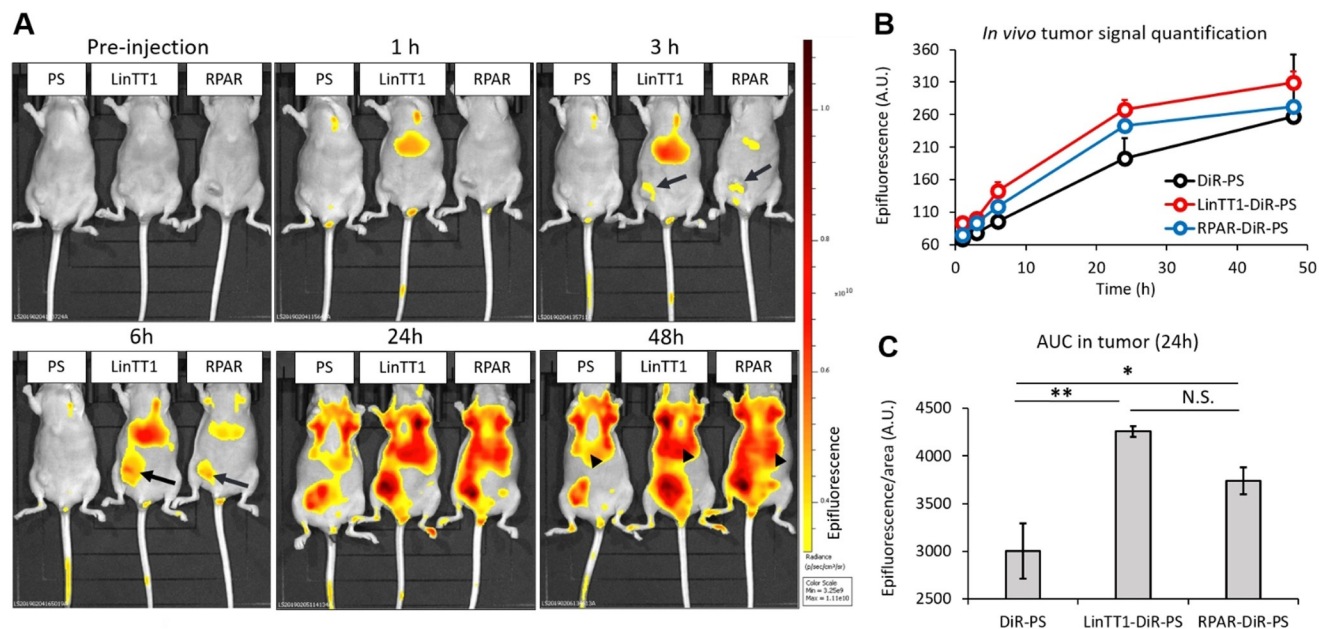 A
Pre-injection
1 h
3 h
PS
LinTT1
RPAR
PS
LinTT1
RPAR
PS
LinTT1
RPAR
6h
24h
48h
PS
LinTT1
RPAR
PS
LinTT1
RPAR
PS
LinTT1
RPAR
1.0
0.8
x10¹⁰
0.6
0.4
Epifluorescence
Radiance
(p/sec/cm²/sr)
Color Scale
Min = 3.25e9
Max = 1.11e10
B
In vivo tumor signal quantification
Epifluorescence (A.U.)
360
310
260
210
160
110
60
0
10
20
30
40
50
Time (h)
DiR-PS
LinTT1-DiR-PS
RPAR-DiR-PS
C
AUC in tumor (24h)
Epifluorescence/area (A.U.)
*
**
N.S.
4500
4000
3500
3000
2500
DiR-PS
LinTT1-DiR-PS
RPAR-DiR-PS